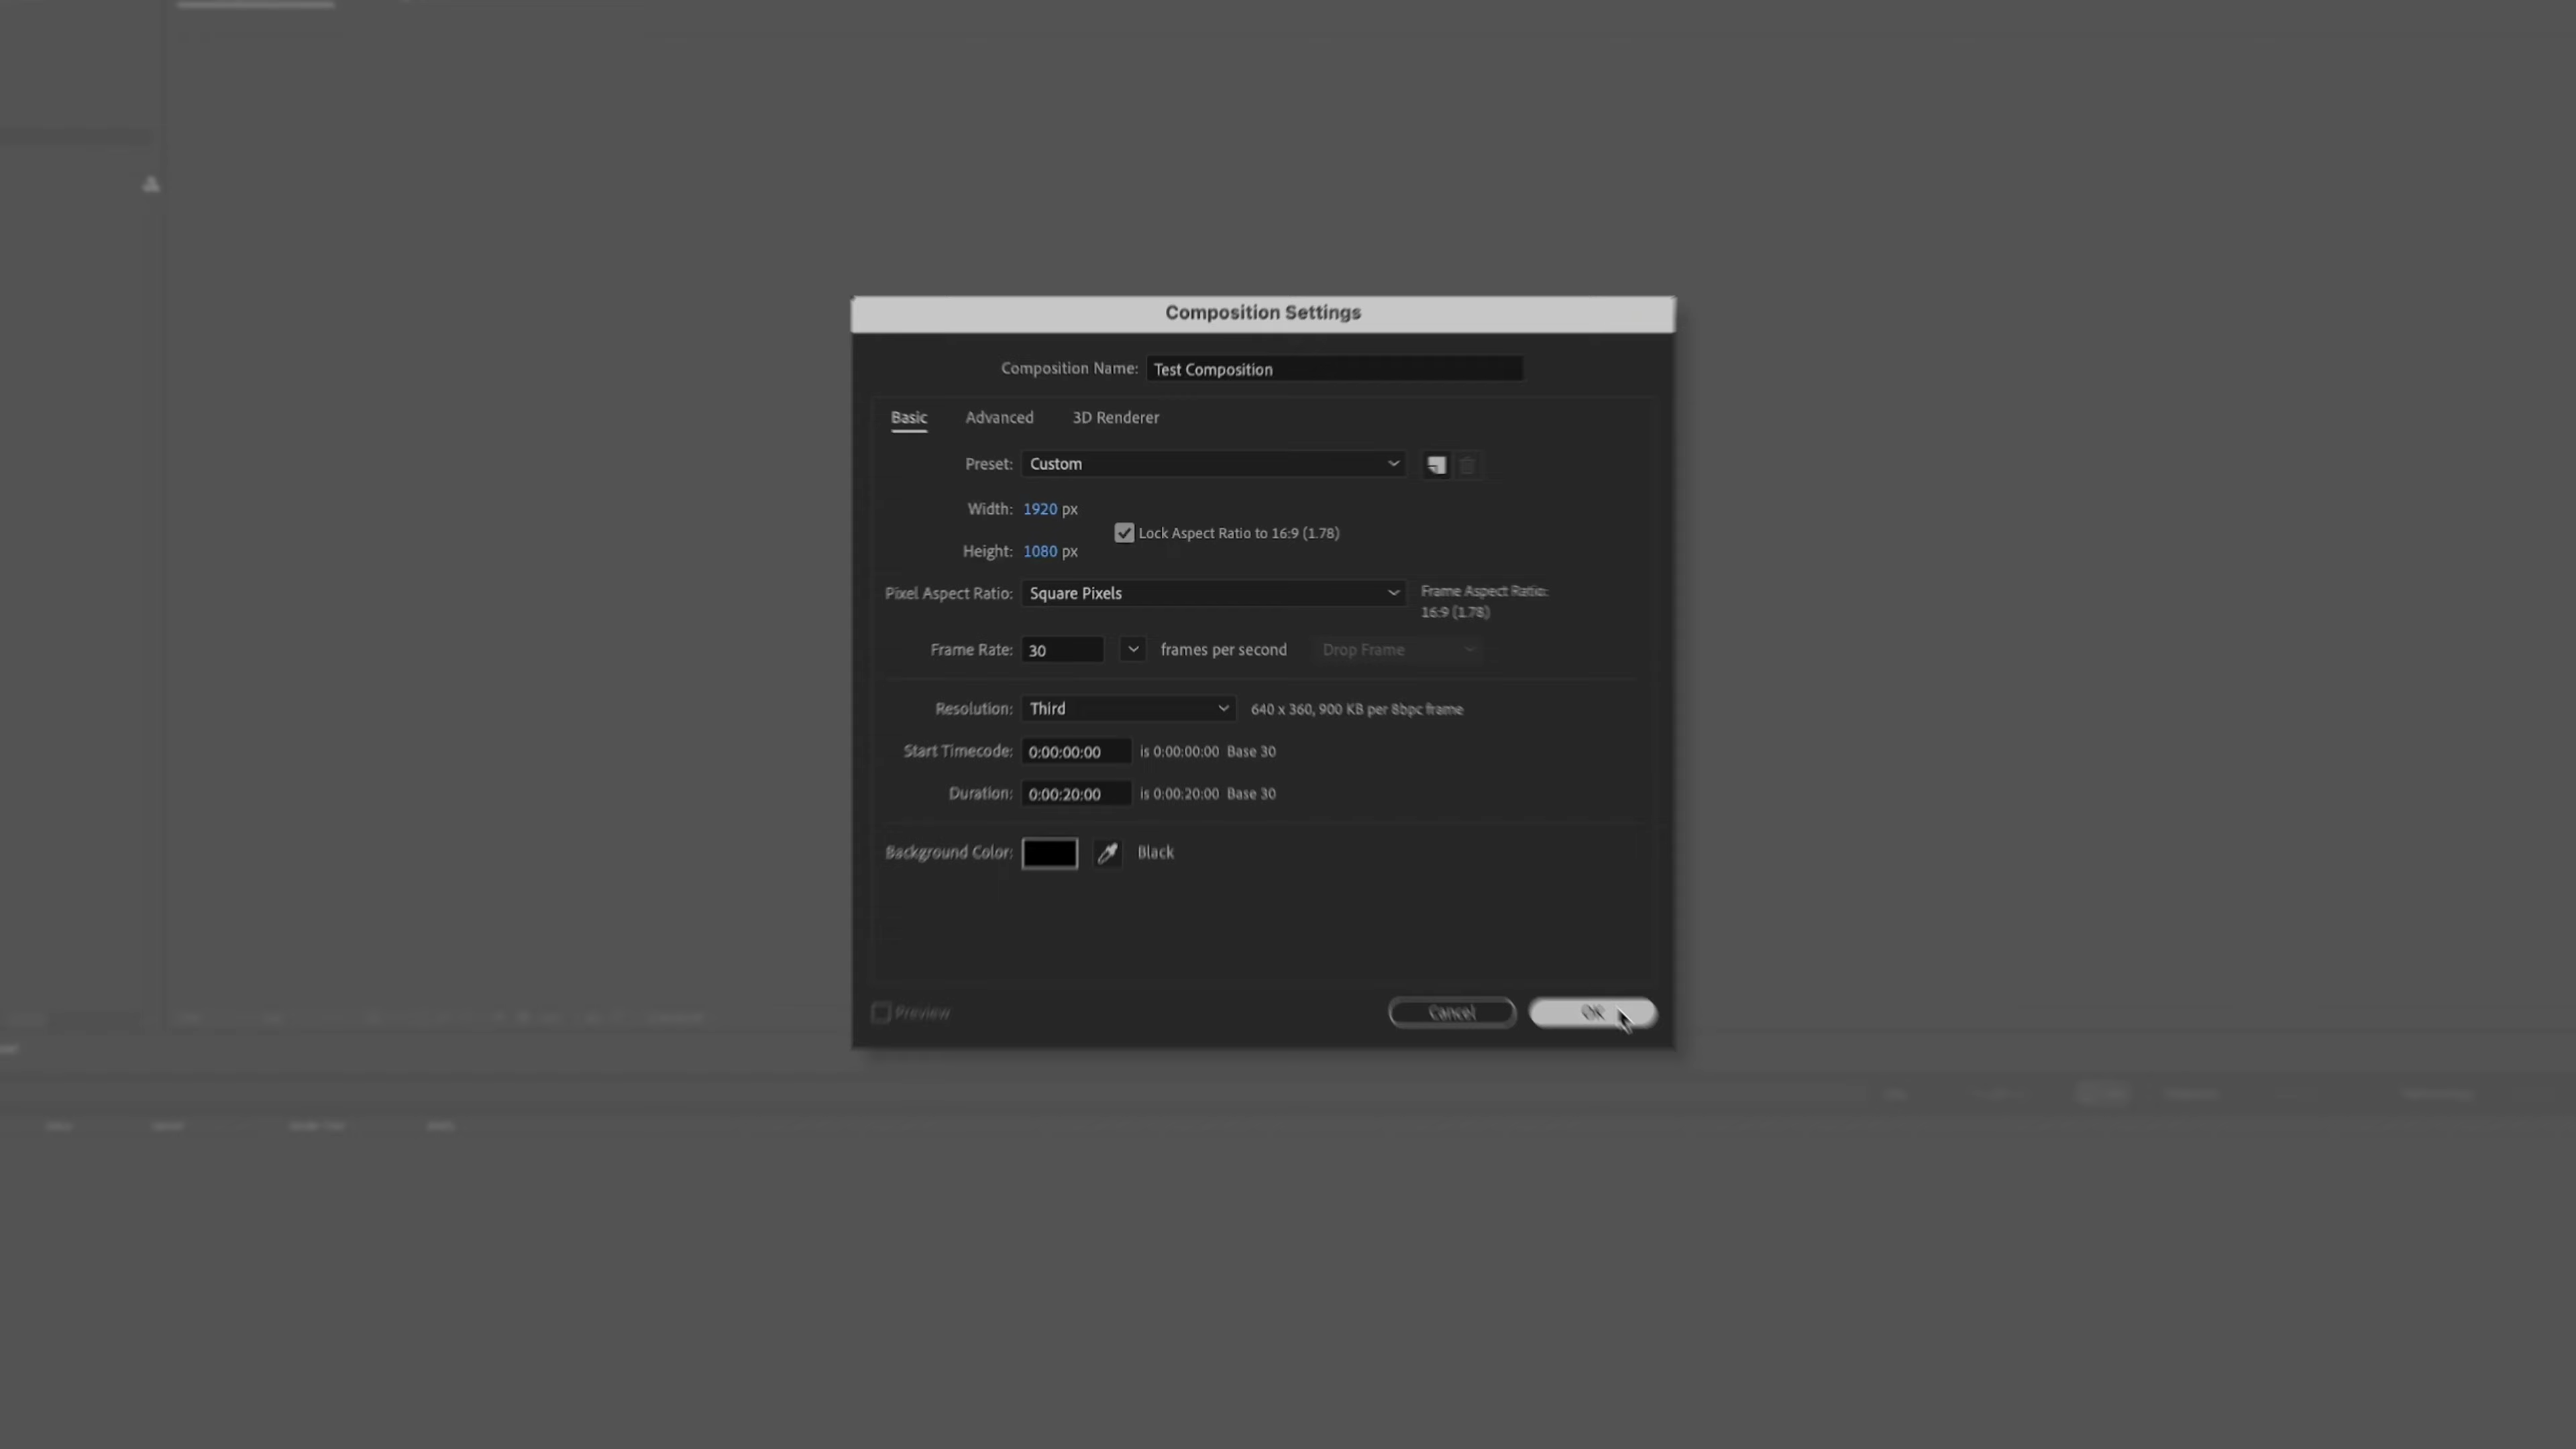 Composition Settings
Composition Name: Test Composition
Basic Advanced 3D Renderer
Preset: Custom
Width: 1920 px
Lock Aspect Ratio to 16:9 (1.78)
Height: 1080 px
Pixel Aspect Ratio: Square Pixels
Frame Aspect Ratio:
16:9 (1.78)
Frame Rate: 30 frames per second Drop Frame
Resolution: Third 640 x 360, 900 KB per 8bpc frame
Start Timecode: 0:00:00:00 is 0:00:00:00 Base 30
Duration: 0:00:20:00 is 0:00:20:00 Base 30
Background Color: Black
Preview Cancel OK